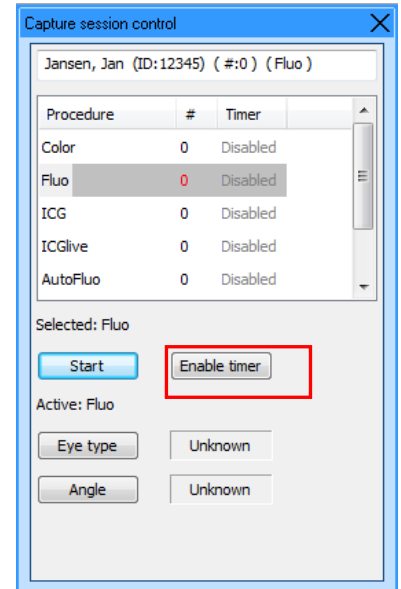 Capture session control
Jansen, Jan (ID:12345) ( #:0 ) ( Fluo )
Procedure # Timer
Color 0 Disabled
Fluo 0 Disabled
ICG 0 Disabled
ICGlive 0 Disabled
AutoFluo 0 Disabled
Selected: Fluo
Start Enable timer
Active: Fluo
Eye type Unknown
Angle Unknown